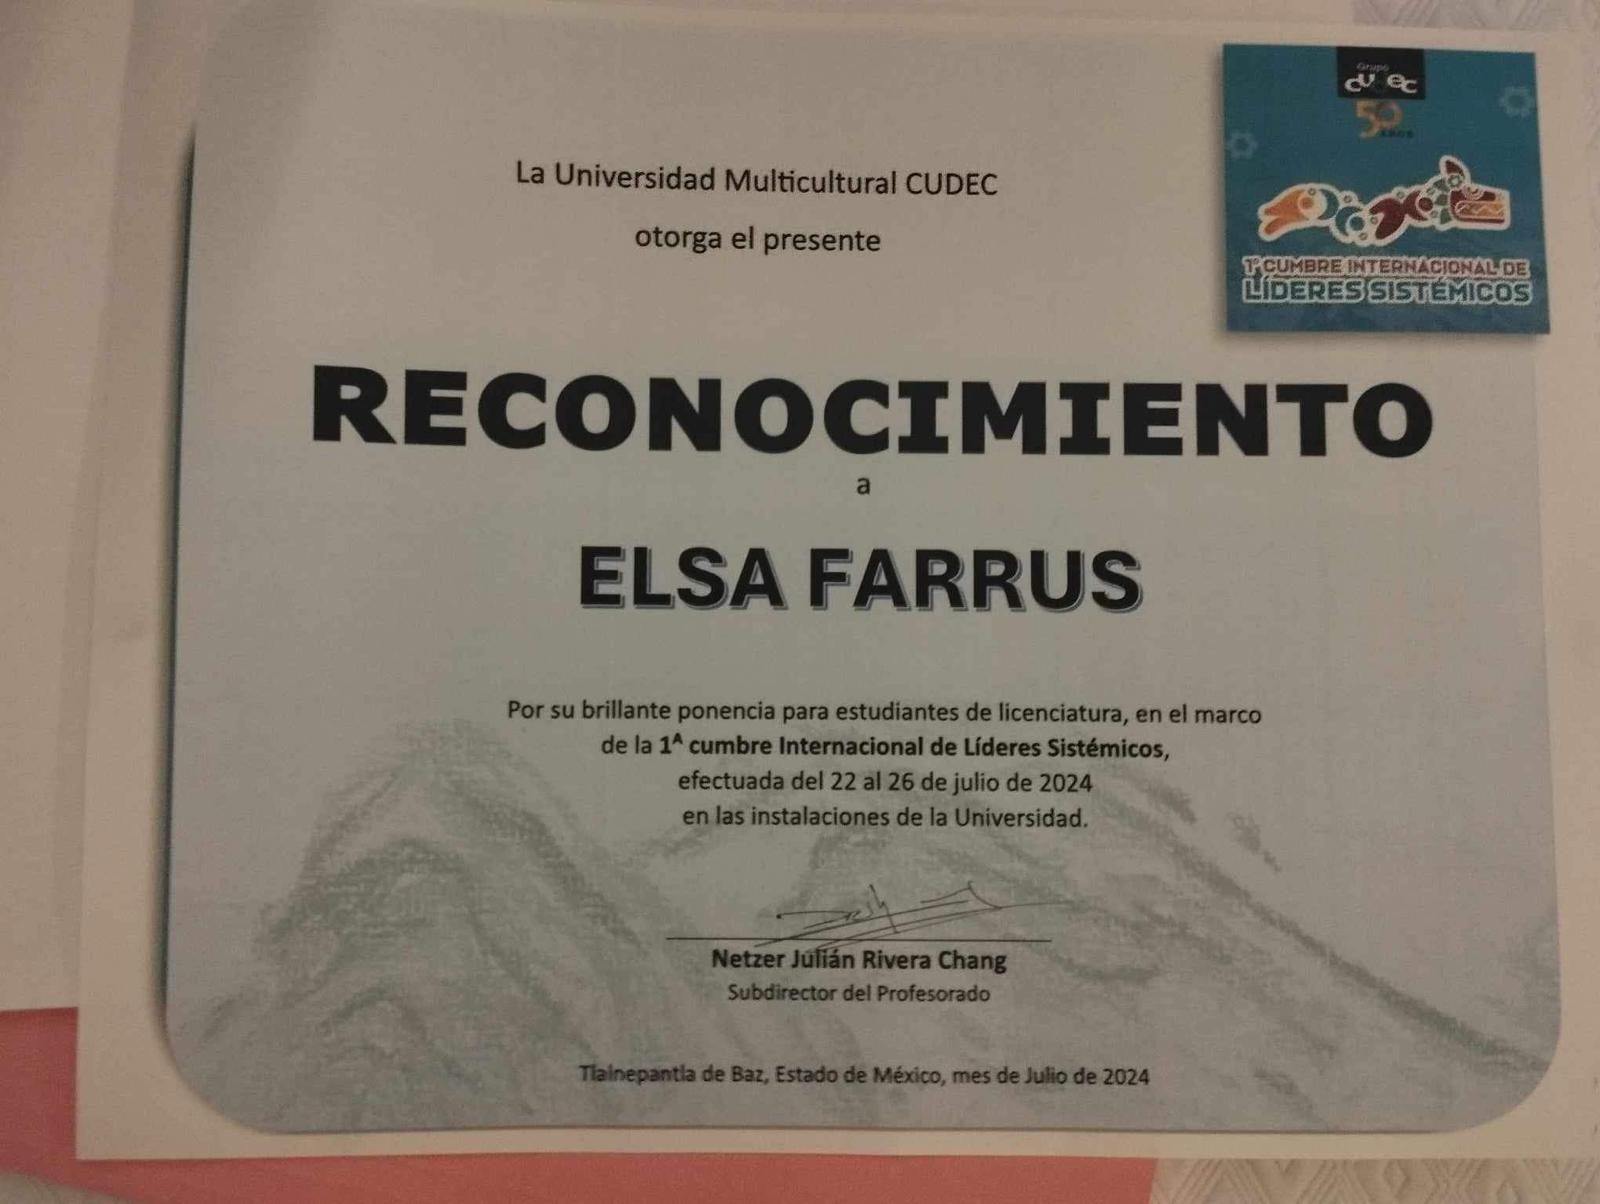 Grupo
cudec
50
AÑOS
1ª CUMBRE INTERNACIONAL DE
LÍDERES SISTÉMICOS
La Universidad Multicultural CUDEC
otorga el presente
RECONOCIMIENTO
a
ELSA FARRUS
Por su brillante ponencia para estudiantes de licenciatura, en el marco
de la 1ᴬ cumbre Internacional de Líderes Sistémicos,
efectuada del 22 al 26 de julio de 2024
en las instalaciones de la Universidad.
Netzer Julián Rivera Chang
Subdirector del Profesorado
Tlalnepantla de Baz, Estado de México, mes de Julio de 2024